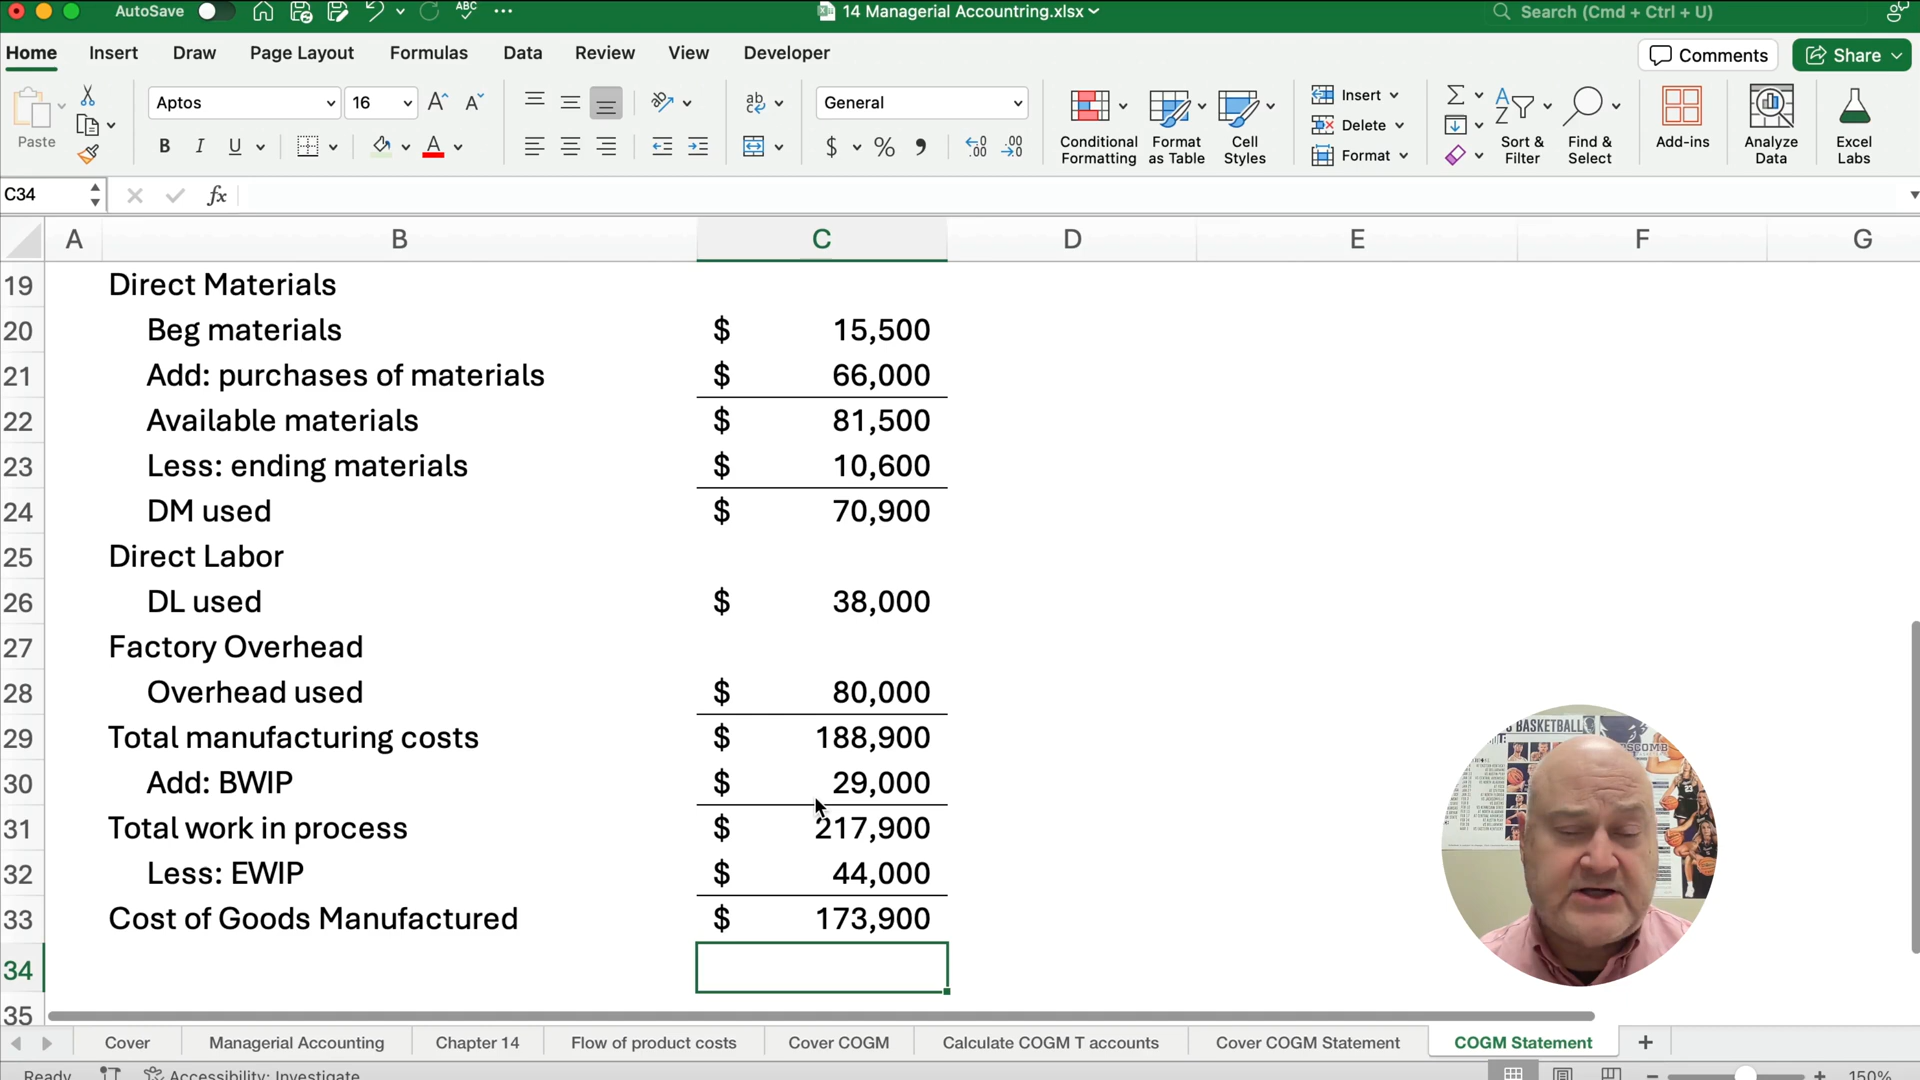 AutoSave
ABC
14 Managerial Accountring.xlsx
Search (Cmd + Ctrl + U)
Home Insert Draw Page Layout Formulas Data Review View Developer
Comments
Share
Paste
Aptos
16
B I U
General
Conditional Formatting
Format as Table
Cell Styles
Insert
Delete
Format
Sort & Filter
Find & Select
Add-ins
Analyze Data
Excel Labs
C34
fx
A B C D E F G
19 Direct Materials
20 Beg materials $ 15,500
21 Add: purchases of materials $ 66,000
22 Available materials $ 81,500
23 Less: ending materials $ 10,600
24 DM used $ 70,900
25 Direct Labor
26 DL used $ 38,000
27 Factory Overhead
28 Overhead used $ 80,000
29 Total manufacturing costs $ 188,900
30 Add: BWIP $ 29,000
31 Total work in process $ 217,900
32 Less: EWIP $ 44,000
33 Cost of Goods Manufactured $ 173,900
34
35
BASKETBALL
Cover Managerial Accounting Chapter 14 Flow of product costs Cover COGM Calculate COGM T accounts Cover COGM Statement COGM Statement
Ready
Accessibility: Investigate
150%